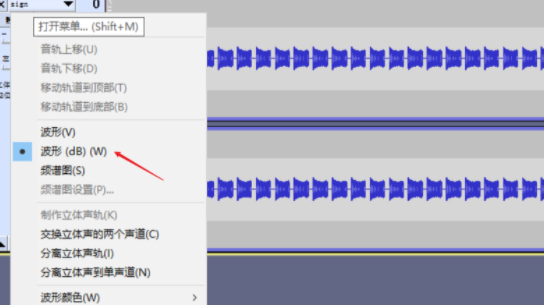 sign
0
打开菜单... (Shift+M)
音轨上移(U)
音轨下移(D)
移动轨道到顶部(T)
移动轨道到底部(B)
波形(V)
波形 (dB) (W)
频谱图(S)
频谱图设置(P)...
制作立体声轨(K)
交换立体声的两个声道(C)
分离立体声轨(I)
分离立体声到单声道(N)
波形颜色(W)